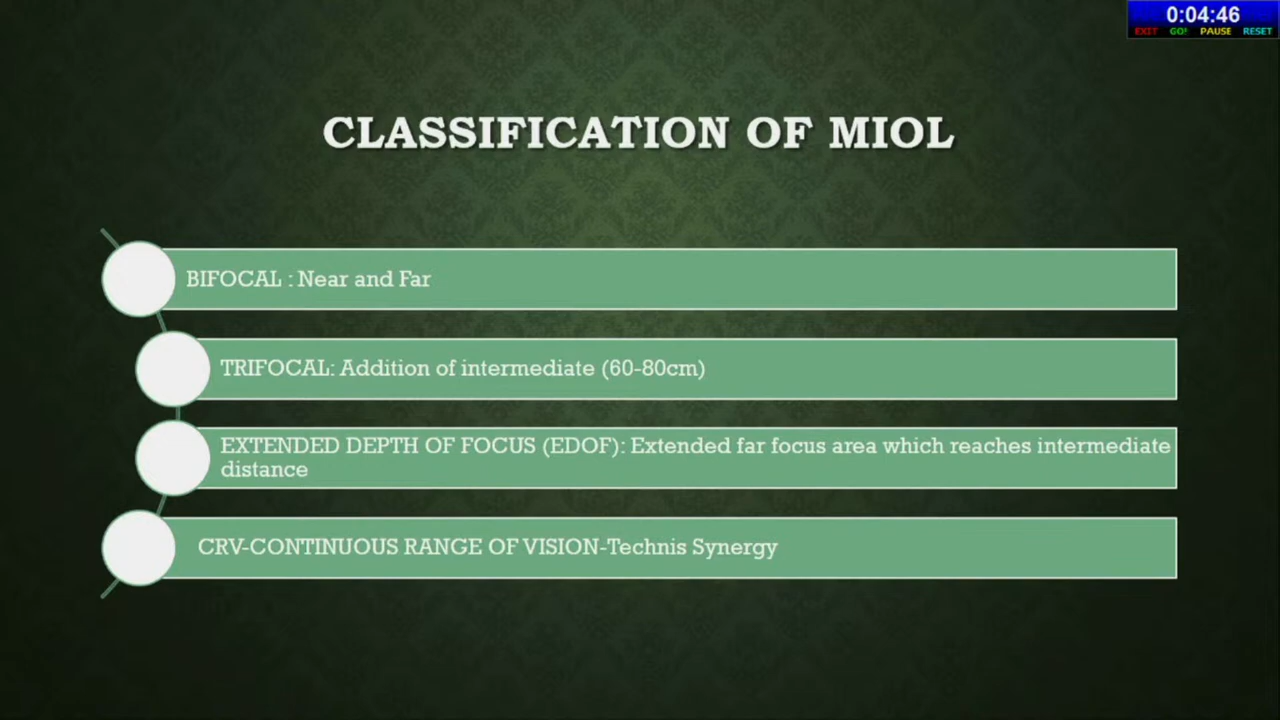 0:04:46
EXIT GO! PAUSE RESET
CLASSIFICATION OF MIOL
BIFOCAL : Near and Far
TRIFOCAL: Addition of intermediate (60-80cm)
EXTENDED DEPTH OF FOCUS (EDOF): Extended far focus area which reaches intermediate
distance
CRV-CONTINUOUS RANGE OF VISION-Technis Synergy